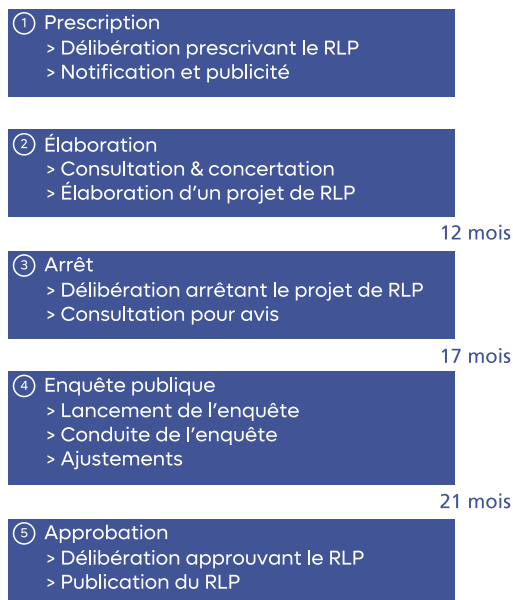 ① Prescription
> Délibération prescrivant le RLP
> Notification et publicité
② Élaboration
> Consultation & concertation
> Élaboration d'un projet de RLP
12 mois
③ Arrêt
> Délibération arrêtant le projet de RLP
> Consultation pour avis
17 mois
④ Enquête publique
> Lancement de l'enquête
> Conduite de l'enquête
> Ajustements
21 mois
⑤ Approbation
> Délibération approuvant le RLP
> Publication du RLP